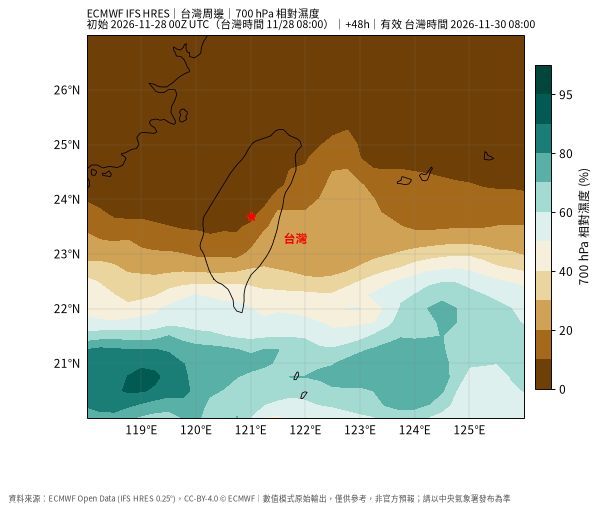 ECMWF IFS HRES｜台灣周邊｜700 hPa 相對濕度
初始 2026-11-28 00Z UTC（台灣時間 11/28 08:00）｜+48h｜有效 台灣時間 2026-11-30 08:00
26°N
25°N
24°N
23°N
22°N
21°N
119°E 120°E 121°E 122°E 123°E 124°E 125°E
台灣
95
80
60
40
20
0
700 hPa 相對濕度 (%)
資料來源：ECMWF Open Data (IFS HRES 0.25°)・CC-BY-4.0 © ECMWF｜數值模式原始輸出，僅供參考，非官方預報；請以中央氣象署發布為準